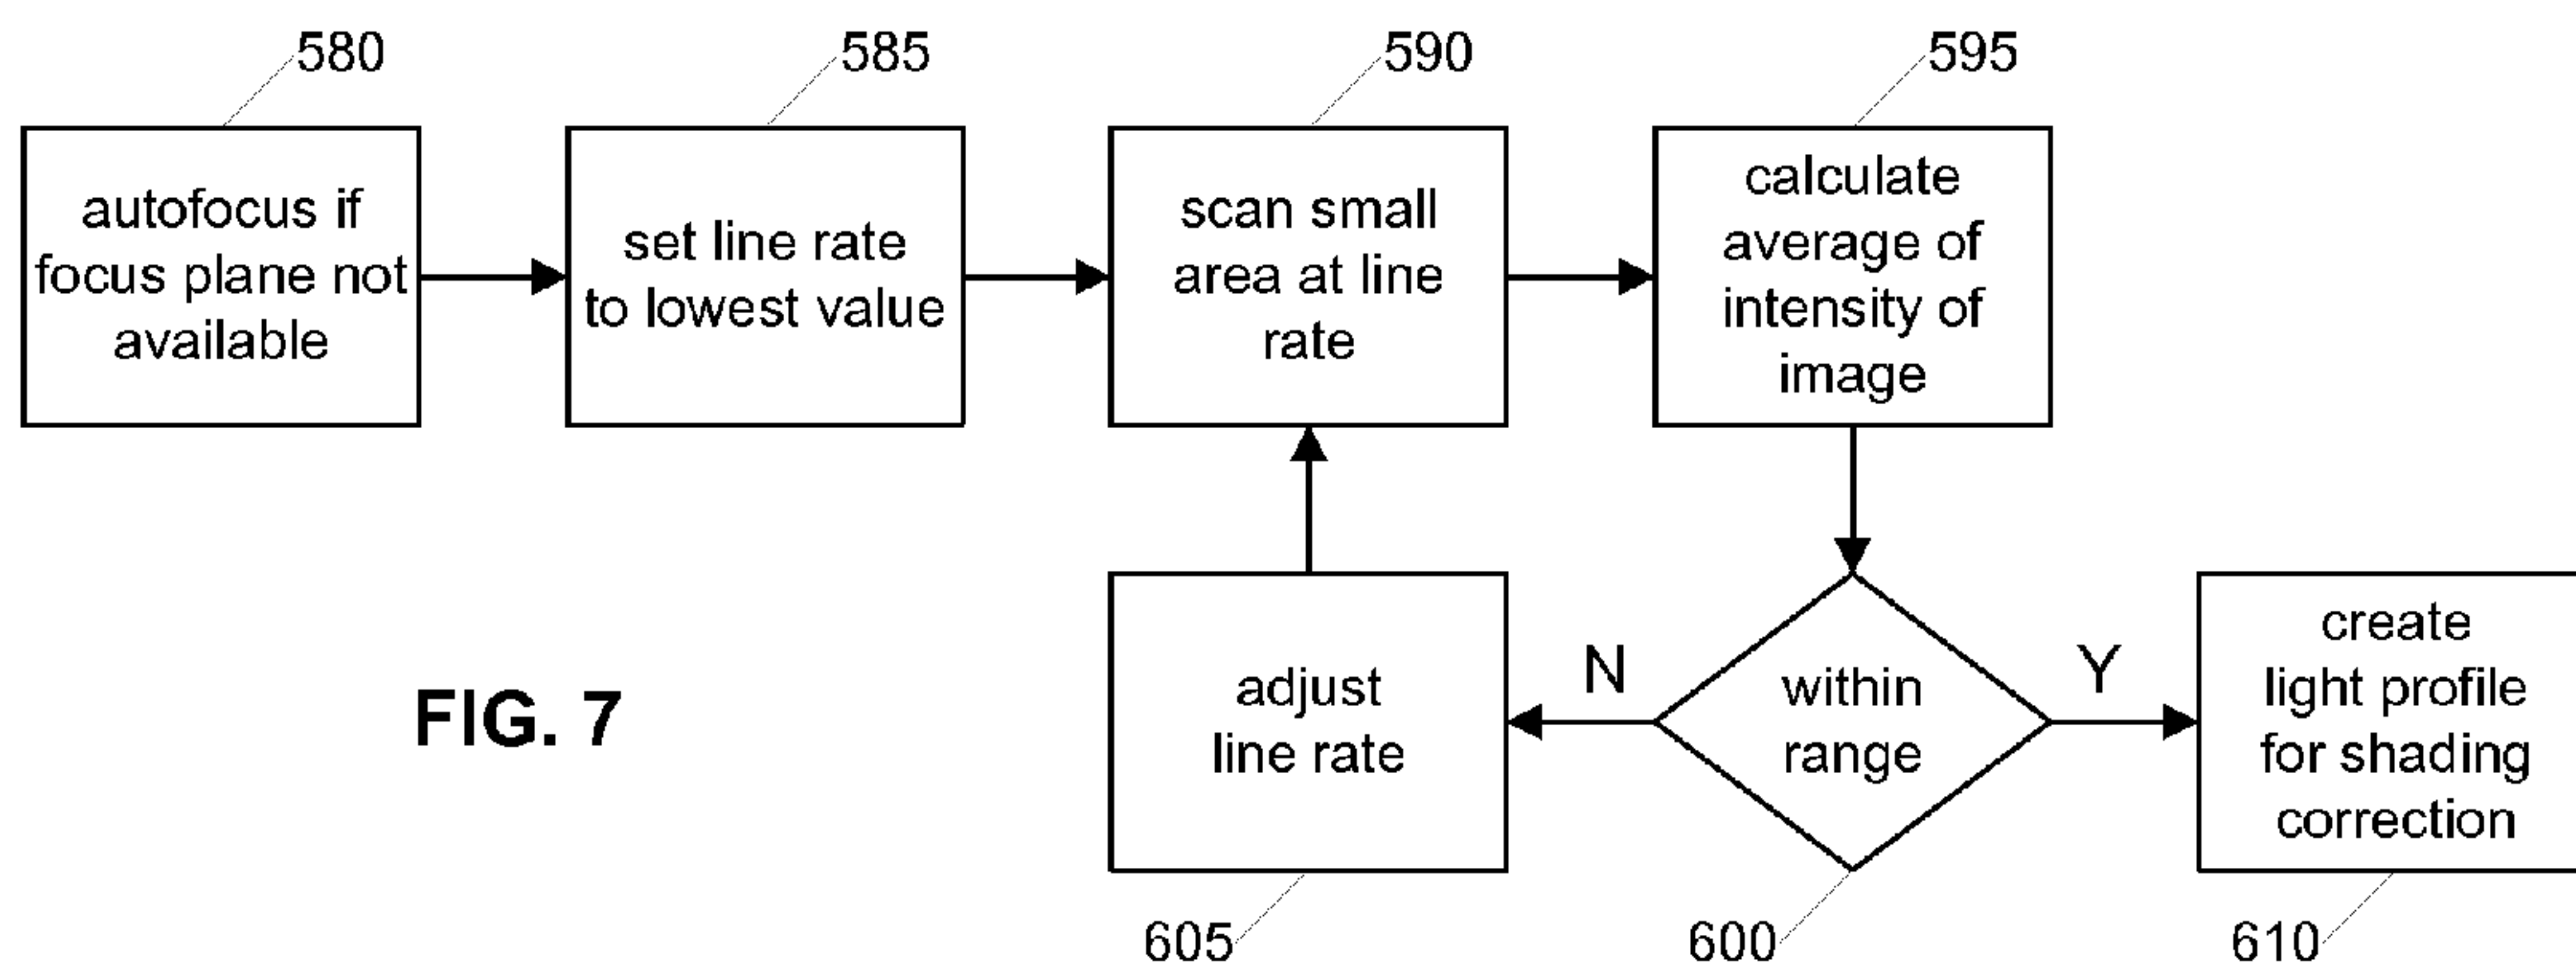 580
585
590
595
autofocus if
focus plane not
available
set line rate
to lowest value
scan small
area at line
rate
calculate
average of
intensity of
image
FIG. 7
adjust
line rate
N
within
range
Y
create
light profile
for shading
correction
605
600
610